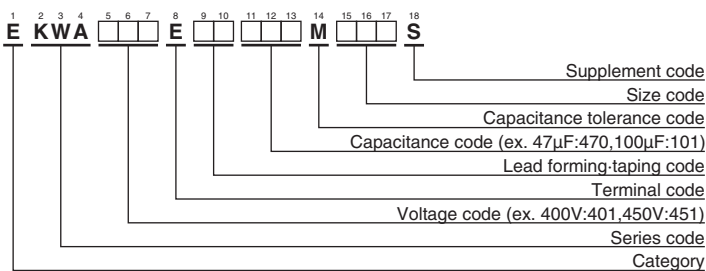 1 2 3 4 5 6 7 8 9 10 11 12 13 14 15 16 17 18
E KWA □□□ E □□ □□□ M □□□ S
Supplement code
Size code
Capacitance tolerance code
Capacitance code (ex. 47µF:470,100µF:101)
Lead forming·taping code
Terminal code
Voltage code (ex. 400V:401,450V:451)
Series code
Category